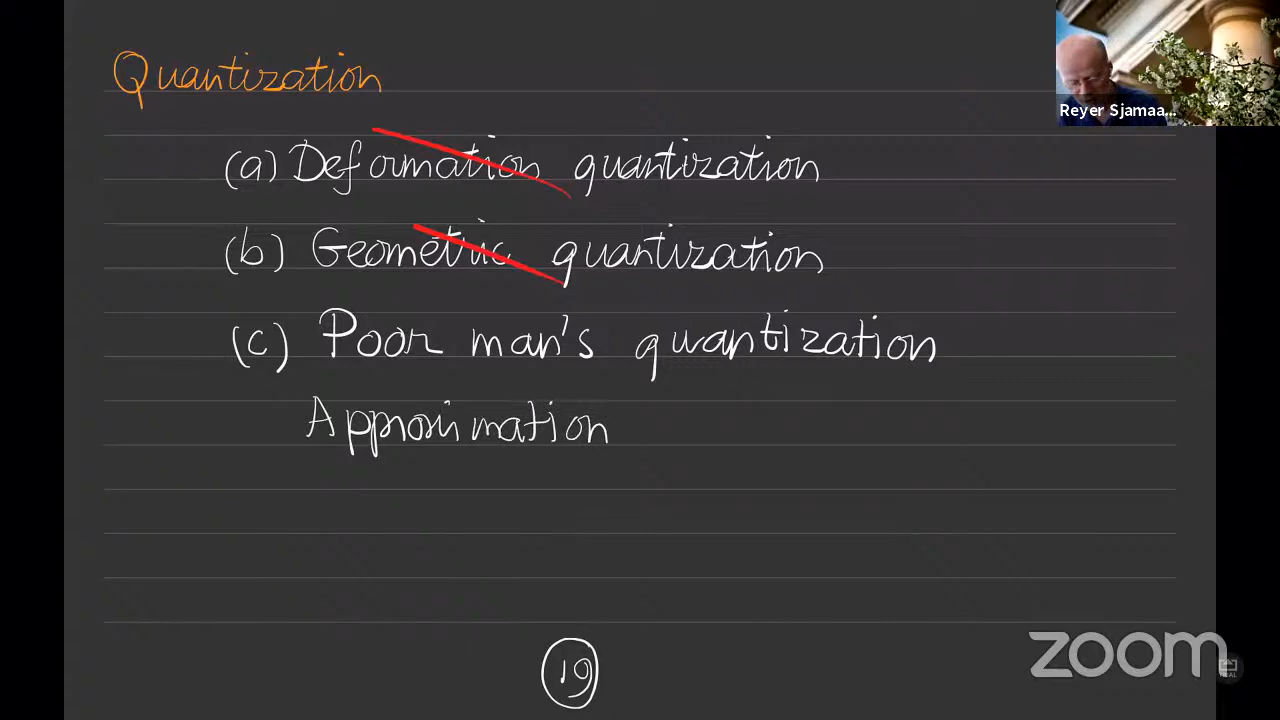 Quantization
Reyer Sjamaa...
(a) Deformation quantization
(b) Geometric quantization
(c) Poor man's quantization
Approximation
19
zoom